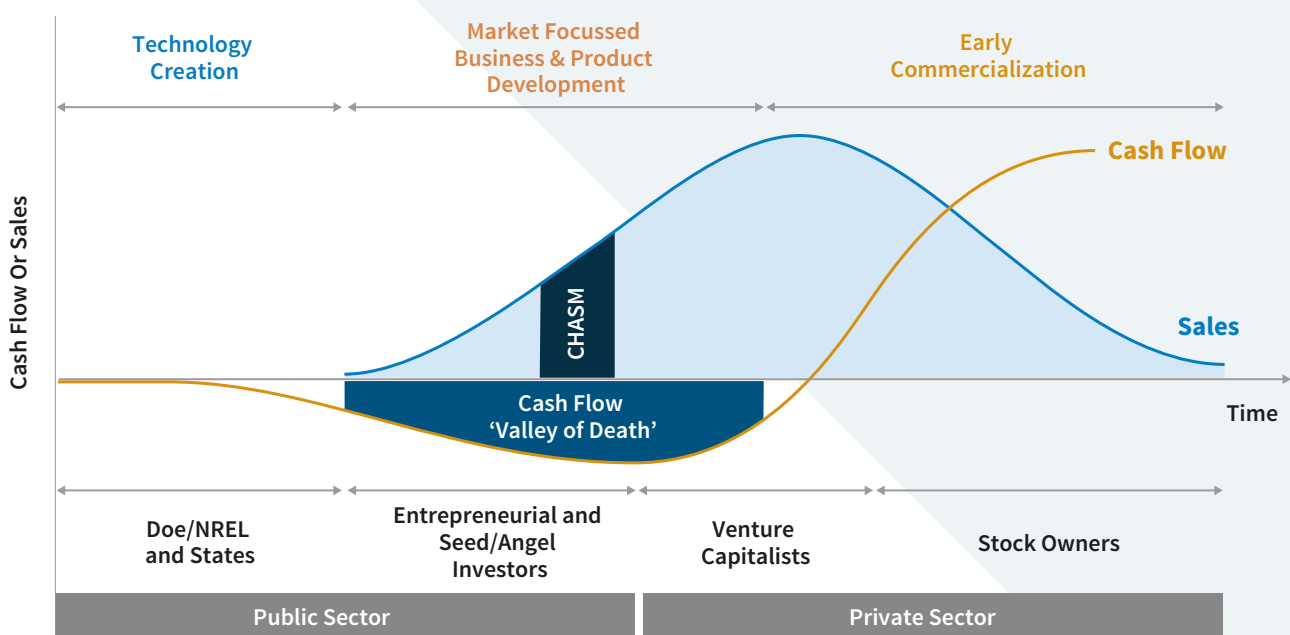 Technology
Creation
Market Focussed
Business & Product
Development
Early
Commercialization
Cash Flow
Cash Flow Or Sales
CHASM
Sales
Cash Flow
‘Valley of Death’
Time
Doe/NREL
and States
Entrepreneurial and
Seed/Angel
Investors
Venture
Capitalists
Stock Owners
Public Sector
Private Sector